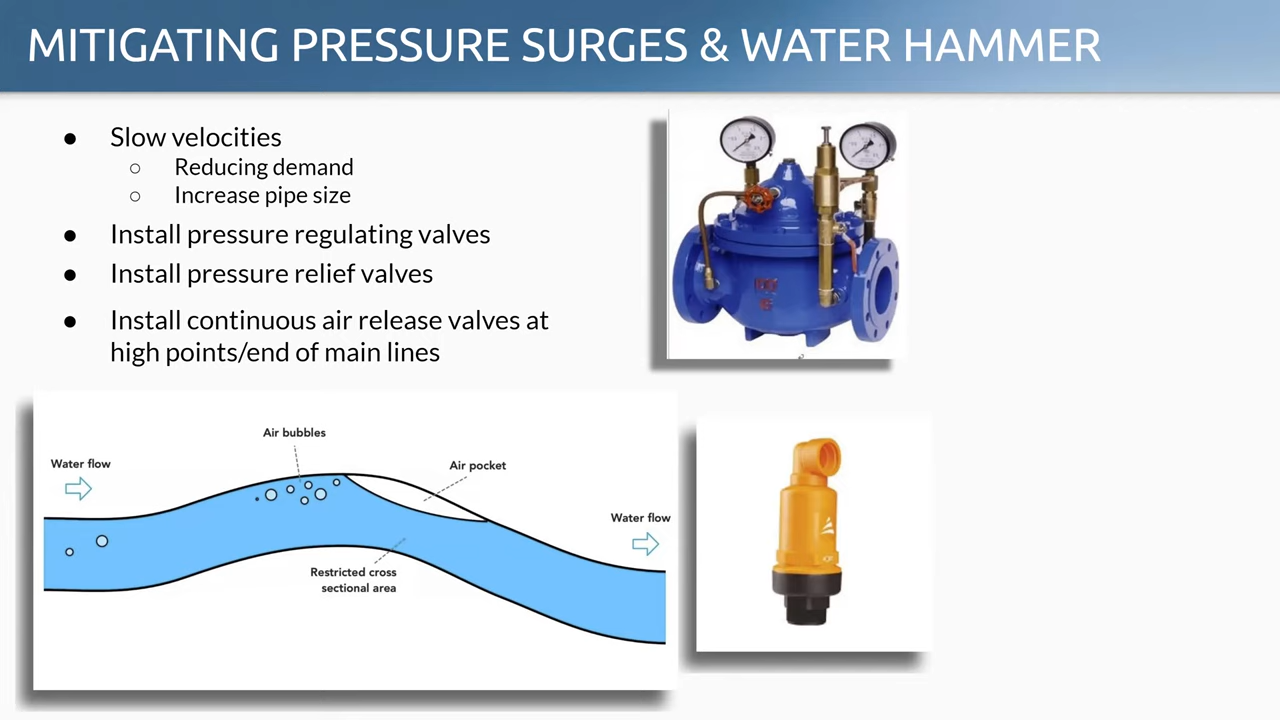 MITIGATING PRESSURE SURGES & WATER HAMMER
● Slow velocities
○ Reducing demand
○ Increase pipe size
● Install pressure regulating valves
● Install pressure relief valves
● Install continuous air release valves at
high points/end of main lines
Air bubbles
Water flow
Air pocket
Water flow
Restricted cross
sectional area